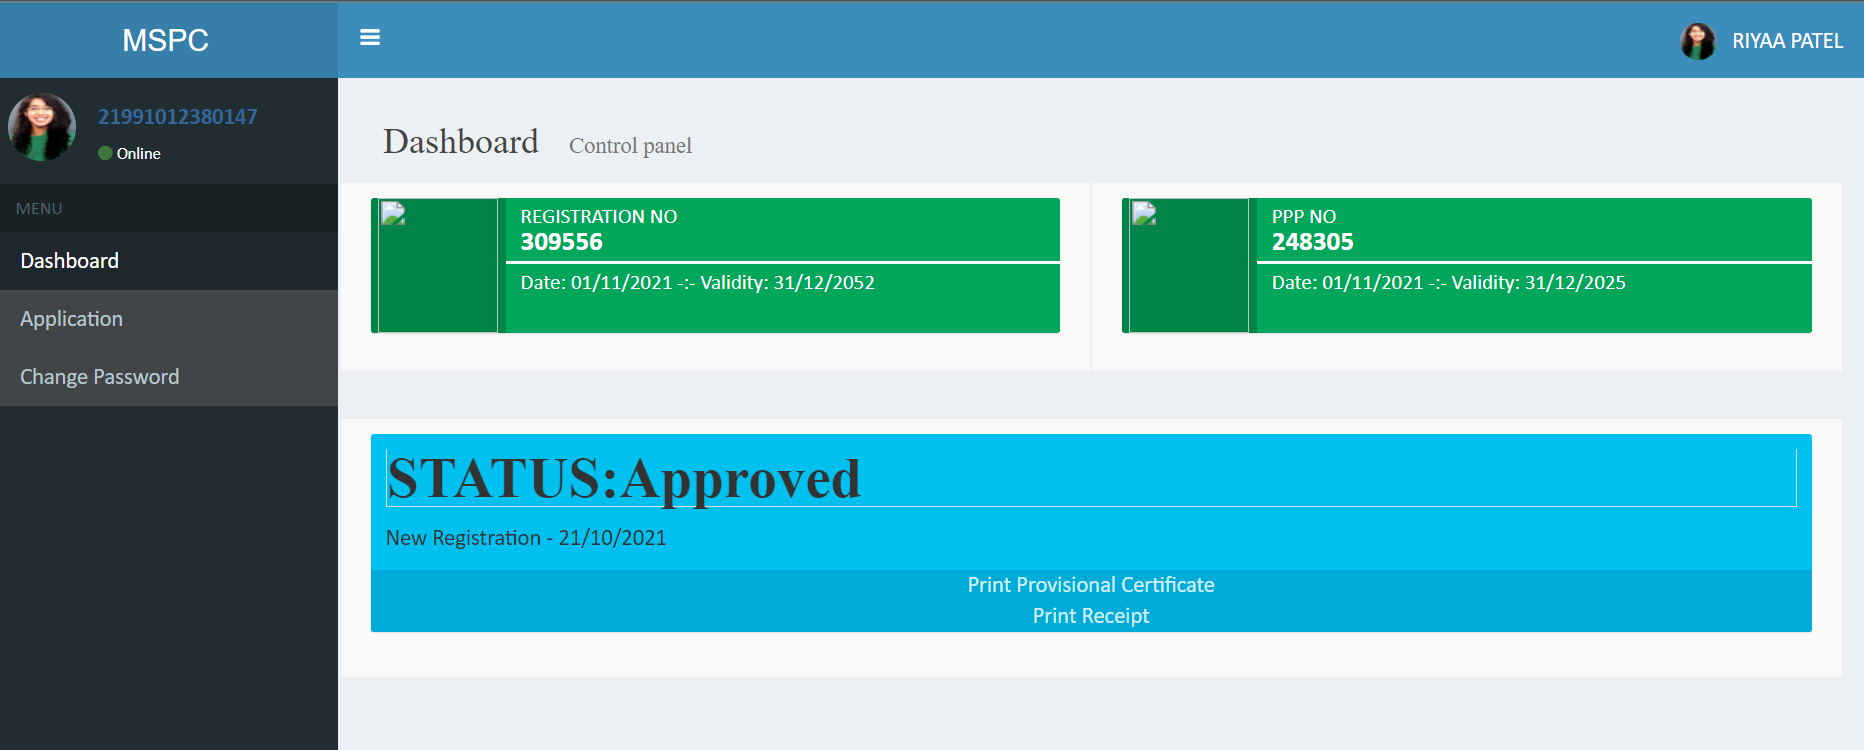 MSPC
RIYAA PATEL
21991012380147
Online
MENU
Dashboard
Application
Change Password
Dashboard Control panel
REGISTRATION NO
309556
Date: 01/11/2021 -:- Validity: 31/12/2052
PPP NO
248305
Date: 01/11/2021 -:- Validity: 31/12/2025
STATUS:Approved
New Registration - 21/10/2021
Print Provisional Certificate
Print Receipt